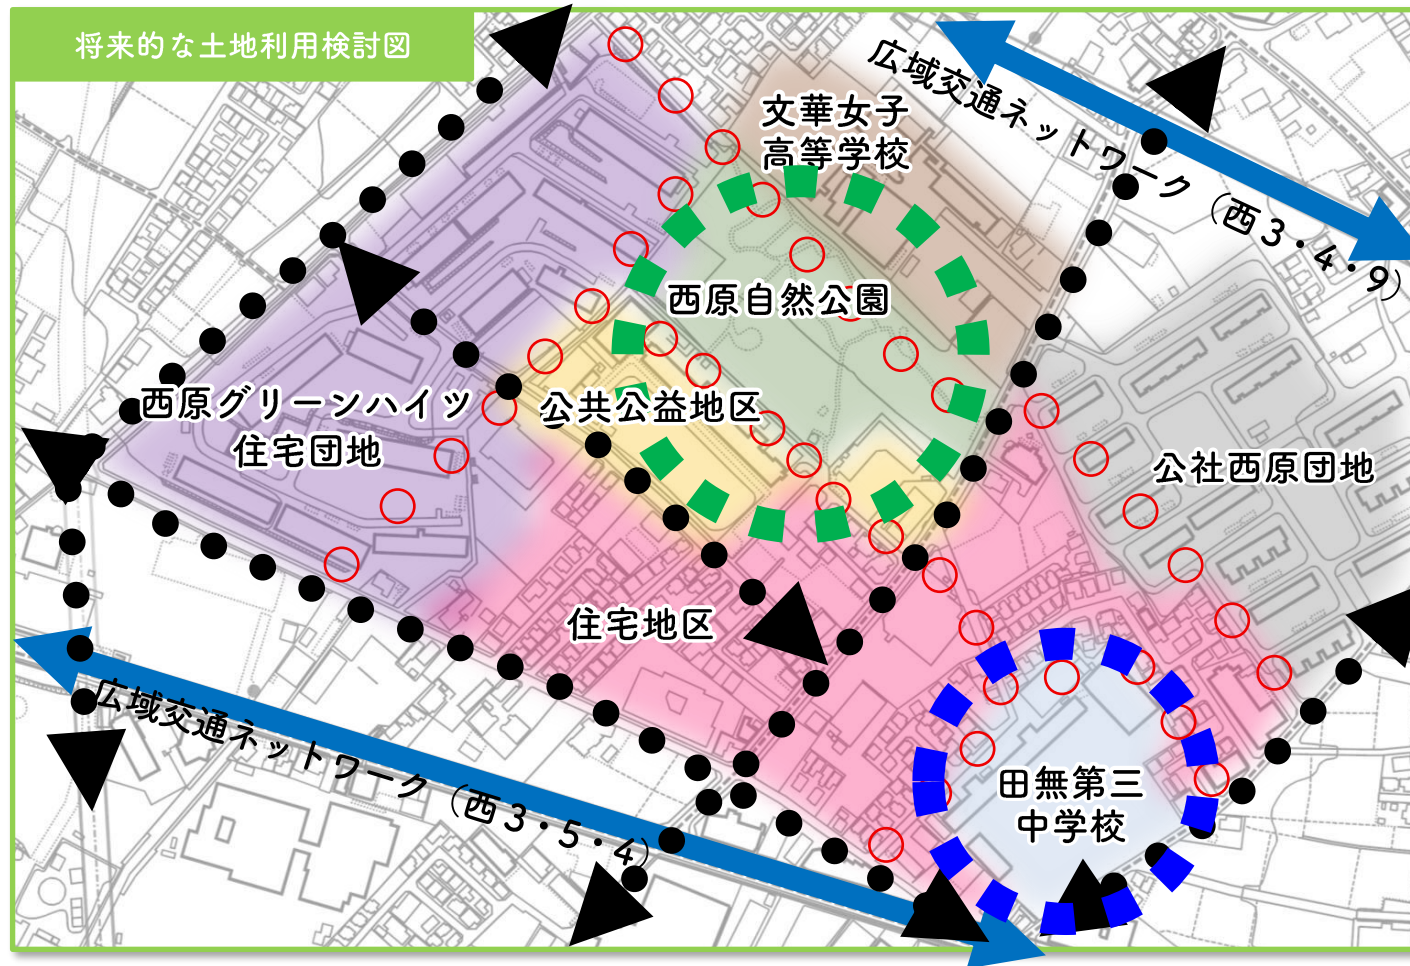 将来的な土地利用検討図
広域交通ネットワーク（西３・４・９）
文華女子
高等学校
西原自然公園
西原グリーンハイツ
住宅団地
公共公益地区
公社西原団地
住宅地区
広域交通ネットワーク（西３・５・４）
田無第三
中学校